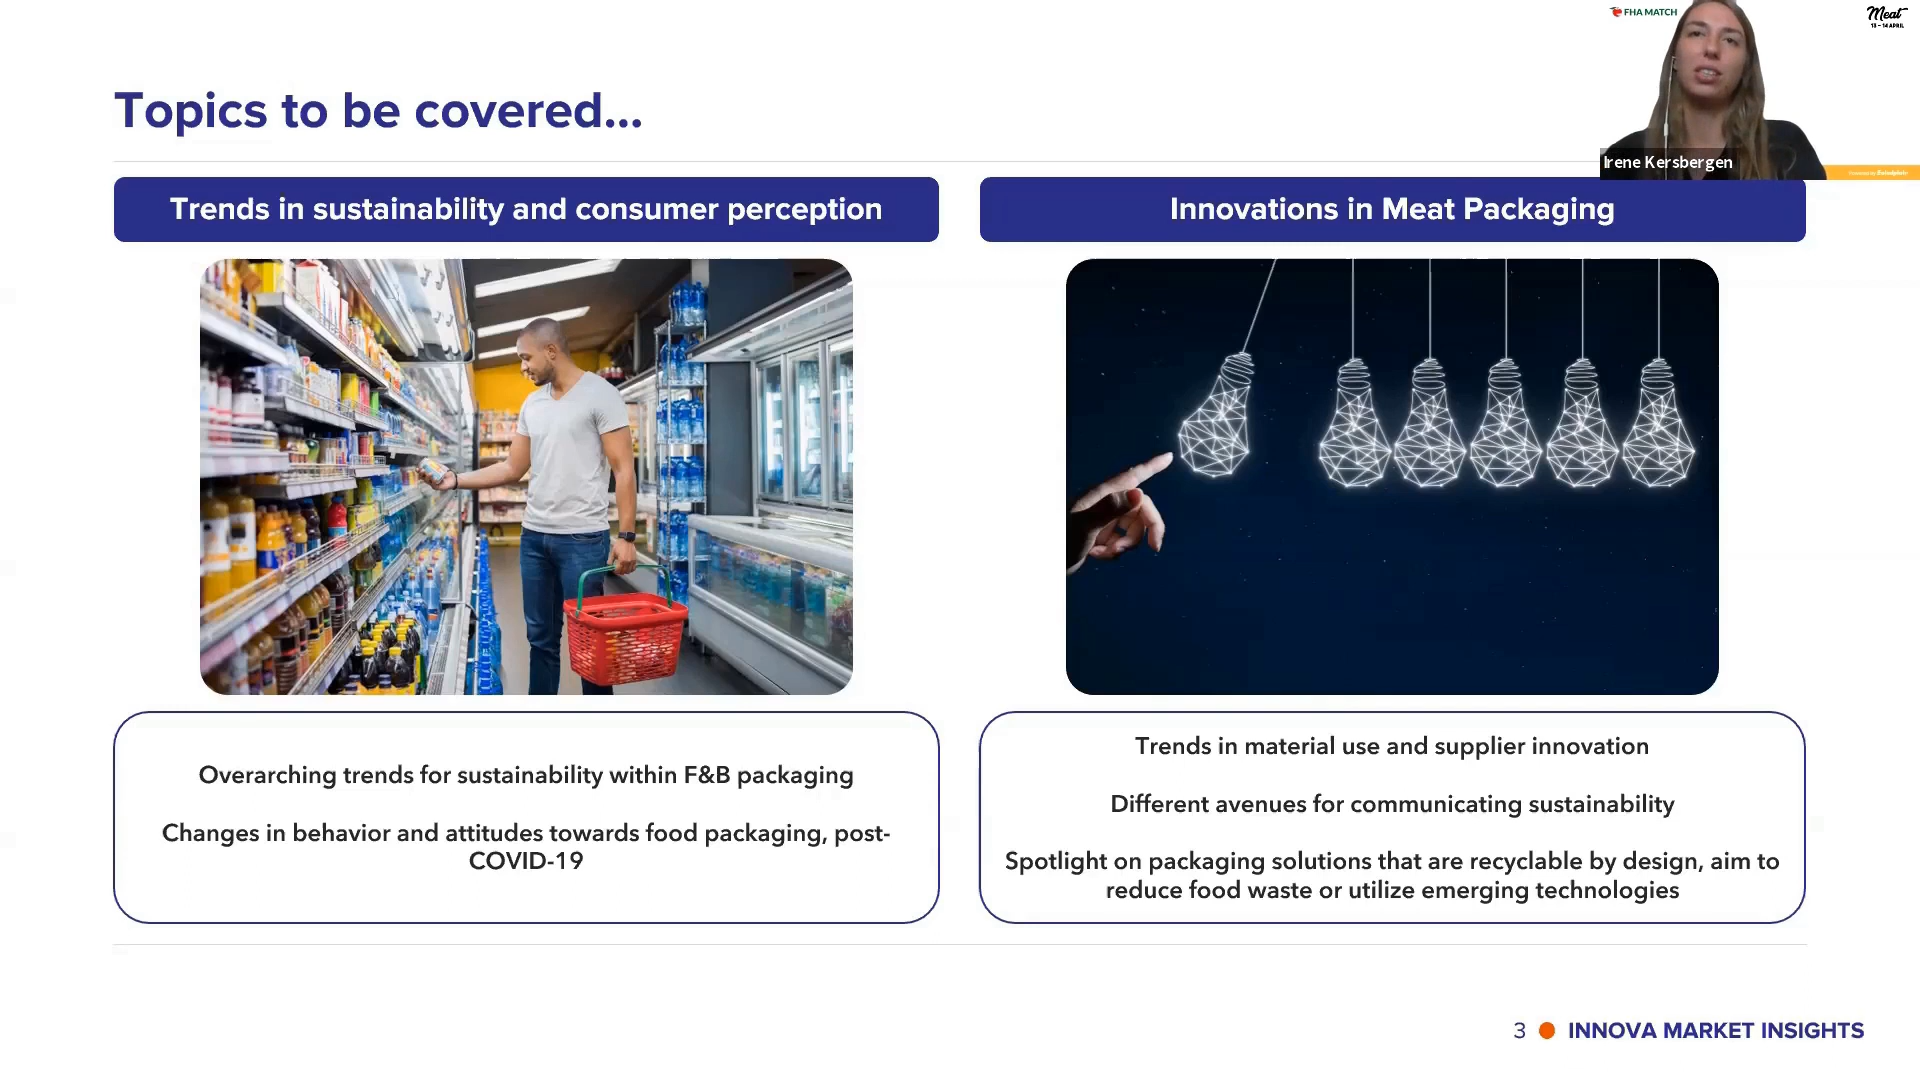 FHA MATCH
Meat
13 - 14 APRIL
Irene Kersbergen
Topics to be covered...
Trends in sustainability and consumer perception
Innovations in Meat Packaging
Overarching trends for sustainability within F&B packaging
Changes in behavior and attitudes towards food packaging, post-
COVID-19
Trends in material use and supplier innovation
Different avenues for communicating sustainability
Spotlight on packaging solutions that are recyclable by design, aim to
reduce food waste or utilize emerging technologies
3
INNOVA MARKET INSIGHTS